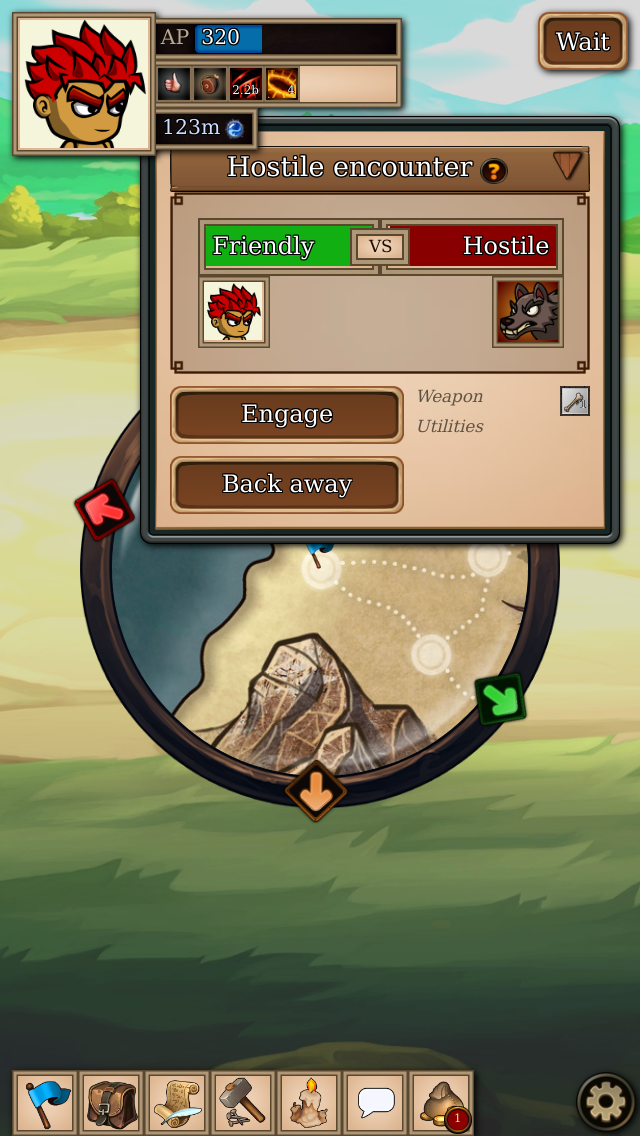 AP 320
Wait
2.2b 4
123m
Hostile encounter ?
Friendly VS Hostile
Engage
Weapon
Utilities
Back away
1